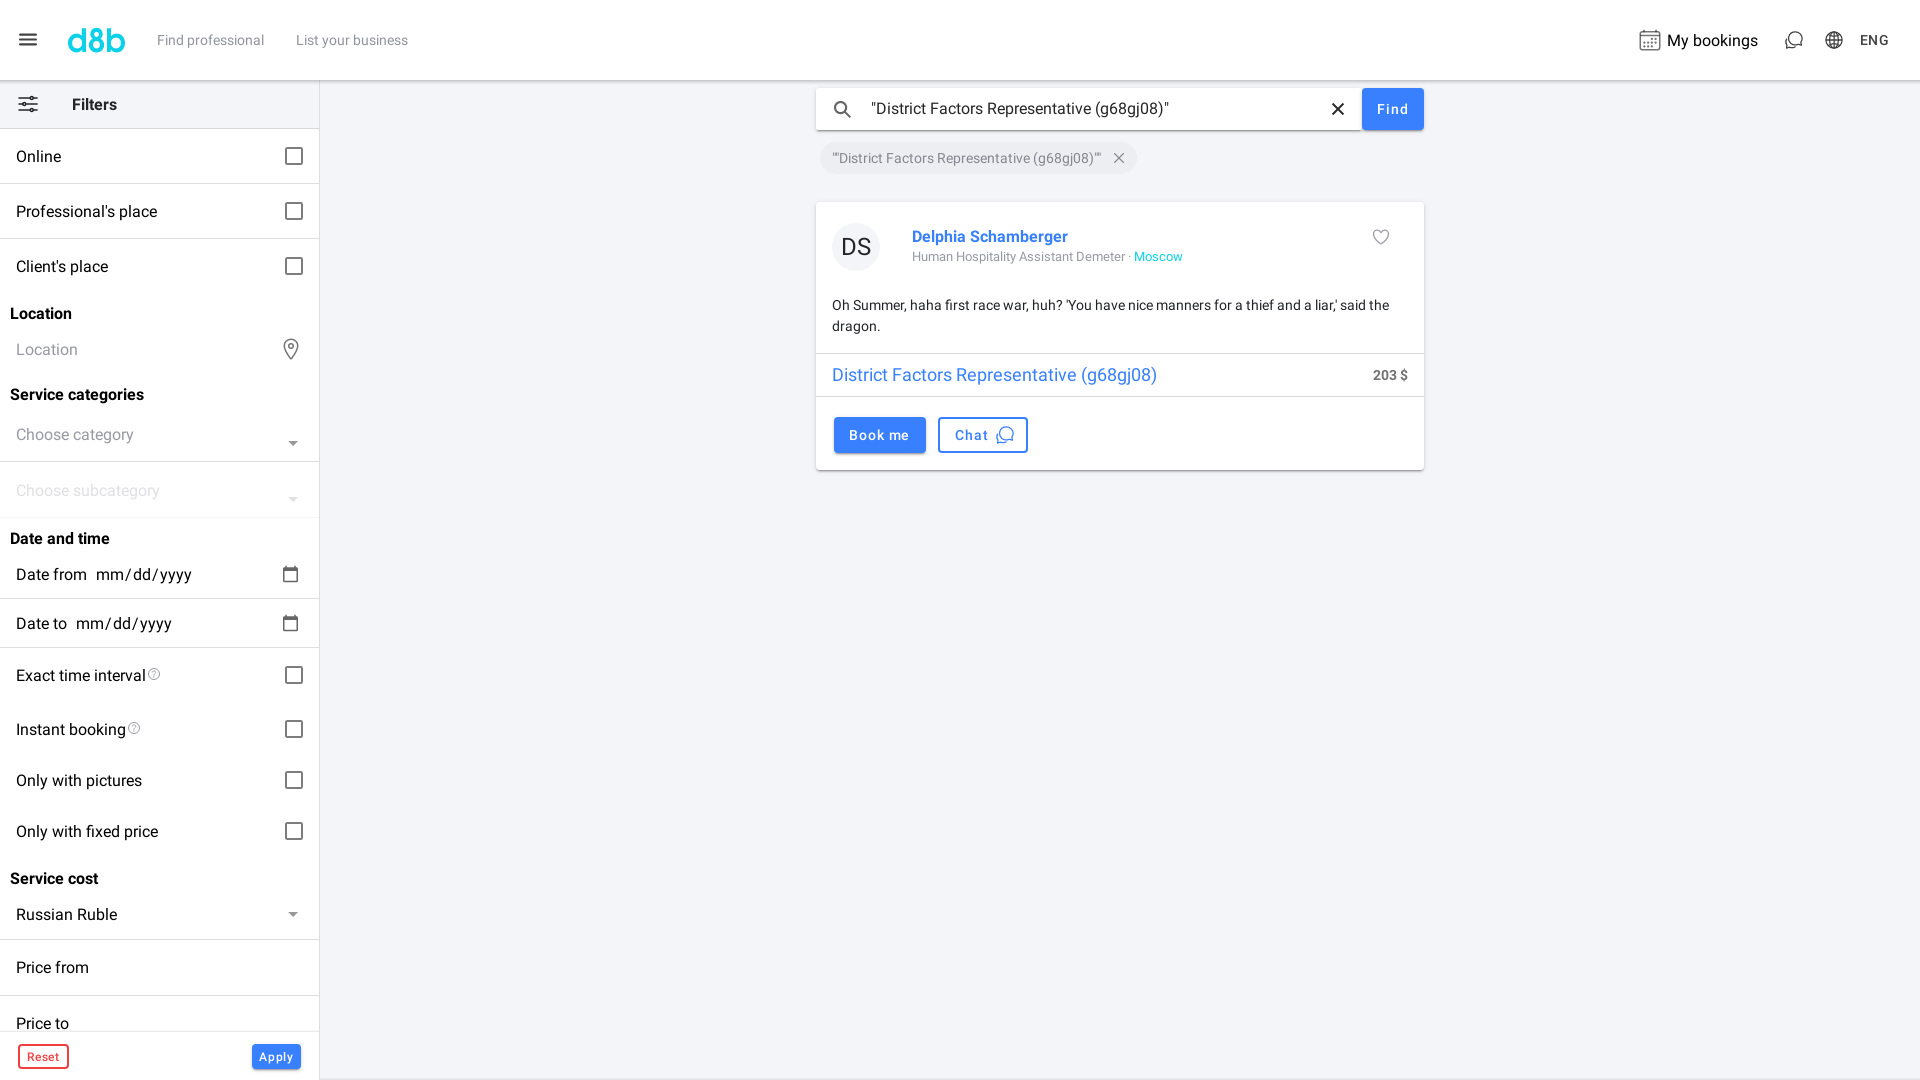 d8b
Find professional
List your business
My bookings
ENG
Filters
Online
Professional's place
Client's place
Location
Location
Service categories
Choose category
Choose subcategory
Date and time
Date from mm/dd/yyyy
Date to mm/dd/yyyy
Exact time interval
Instant booking
Only with pictures
Only with fixed price
Service cost
Russian Ruble
Price from
Price to
Reset
Apply
"District Factors Representative (g68gj08)"
Find
""District Factors Representative (g68gj08)""
DS
Delphia Schamberger
Human Hospitality Assistant Demeter · Moscow
Oh Summer, haha first race war, huh? 'You have nice manners for a thief and a liar,' said the
dragon.
District Factors Representative (g68gj08)
203 $
Book me
Chat